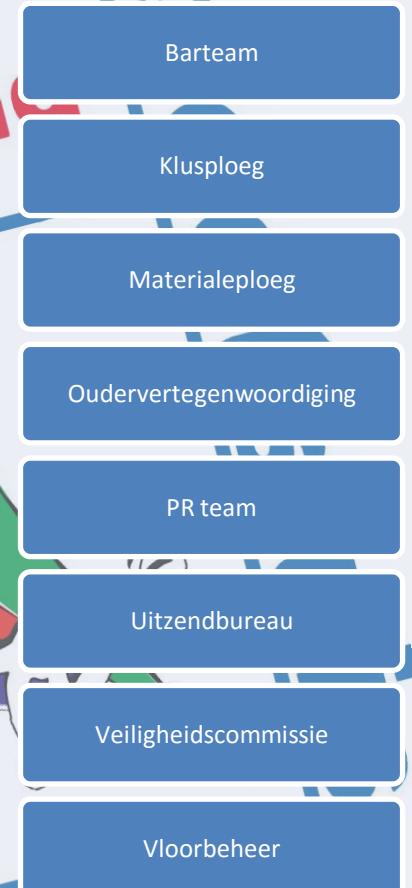 Barteam
Klusploeg
Materialeploeg
Oudervertegenwoordiging
PR team
Uitzendbureau
Veiligheidscommissie
Vloorbeheer